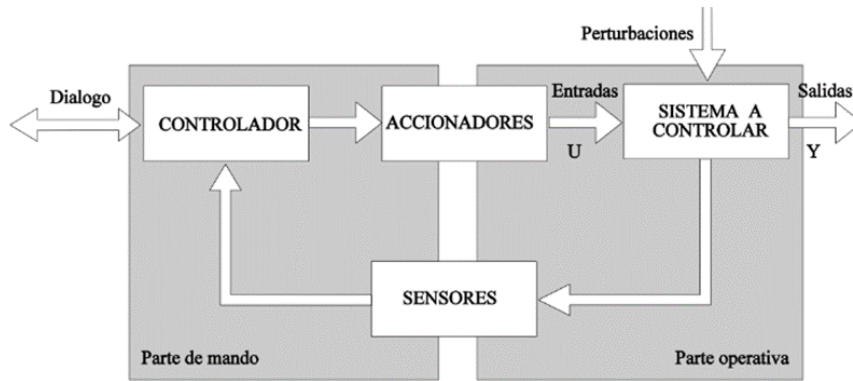 Perturbaciones
Dialogo
Entradas
Salidas
CONTROLADOR
ACCIONADORES
SISTEMA A
CONTROLAR
U
Y
SENSORES
Parte de mando
Parte operativa